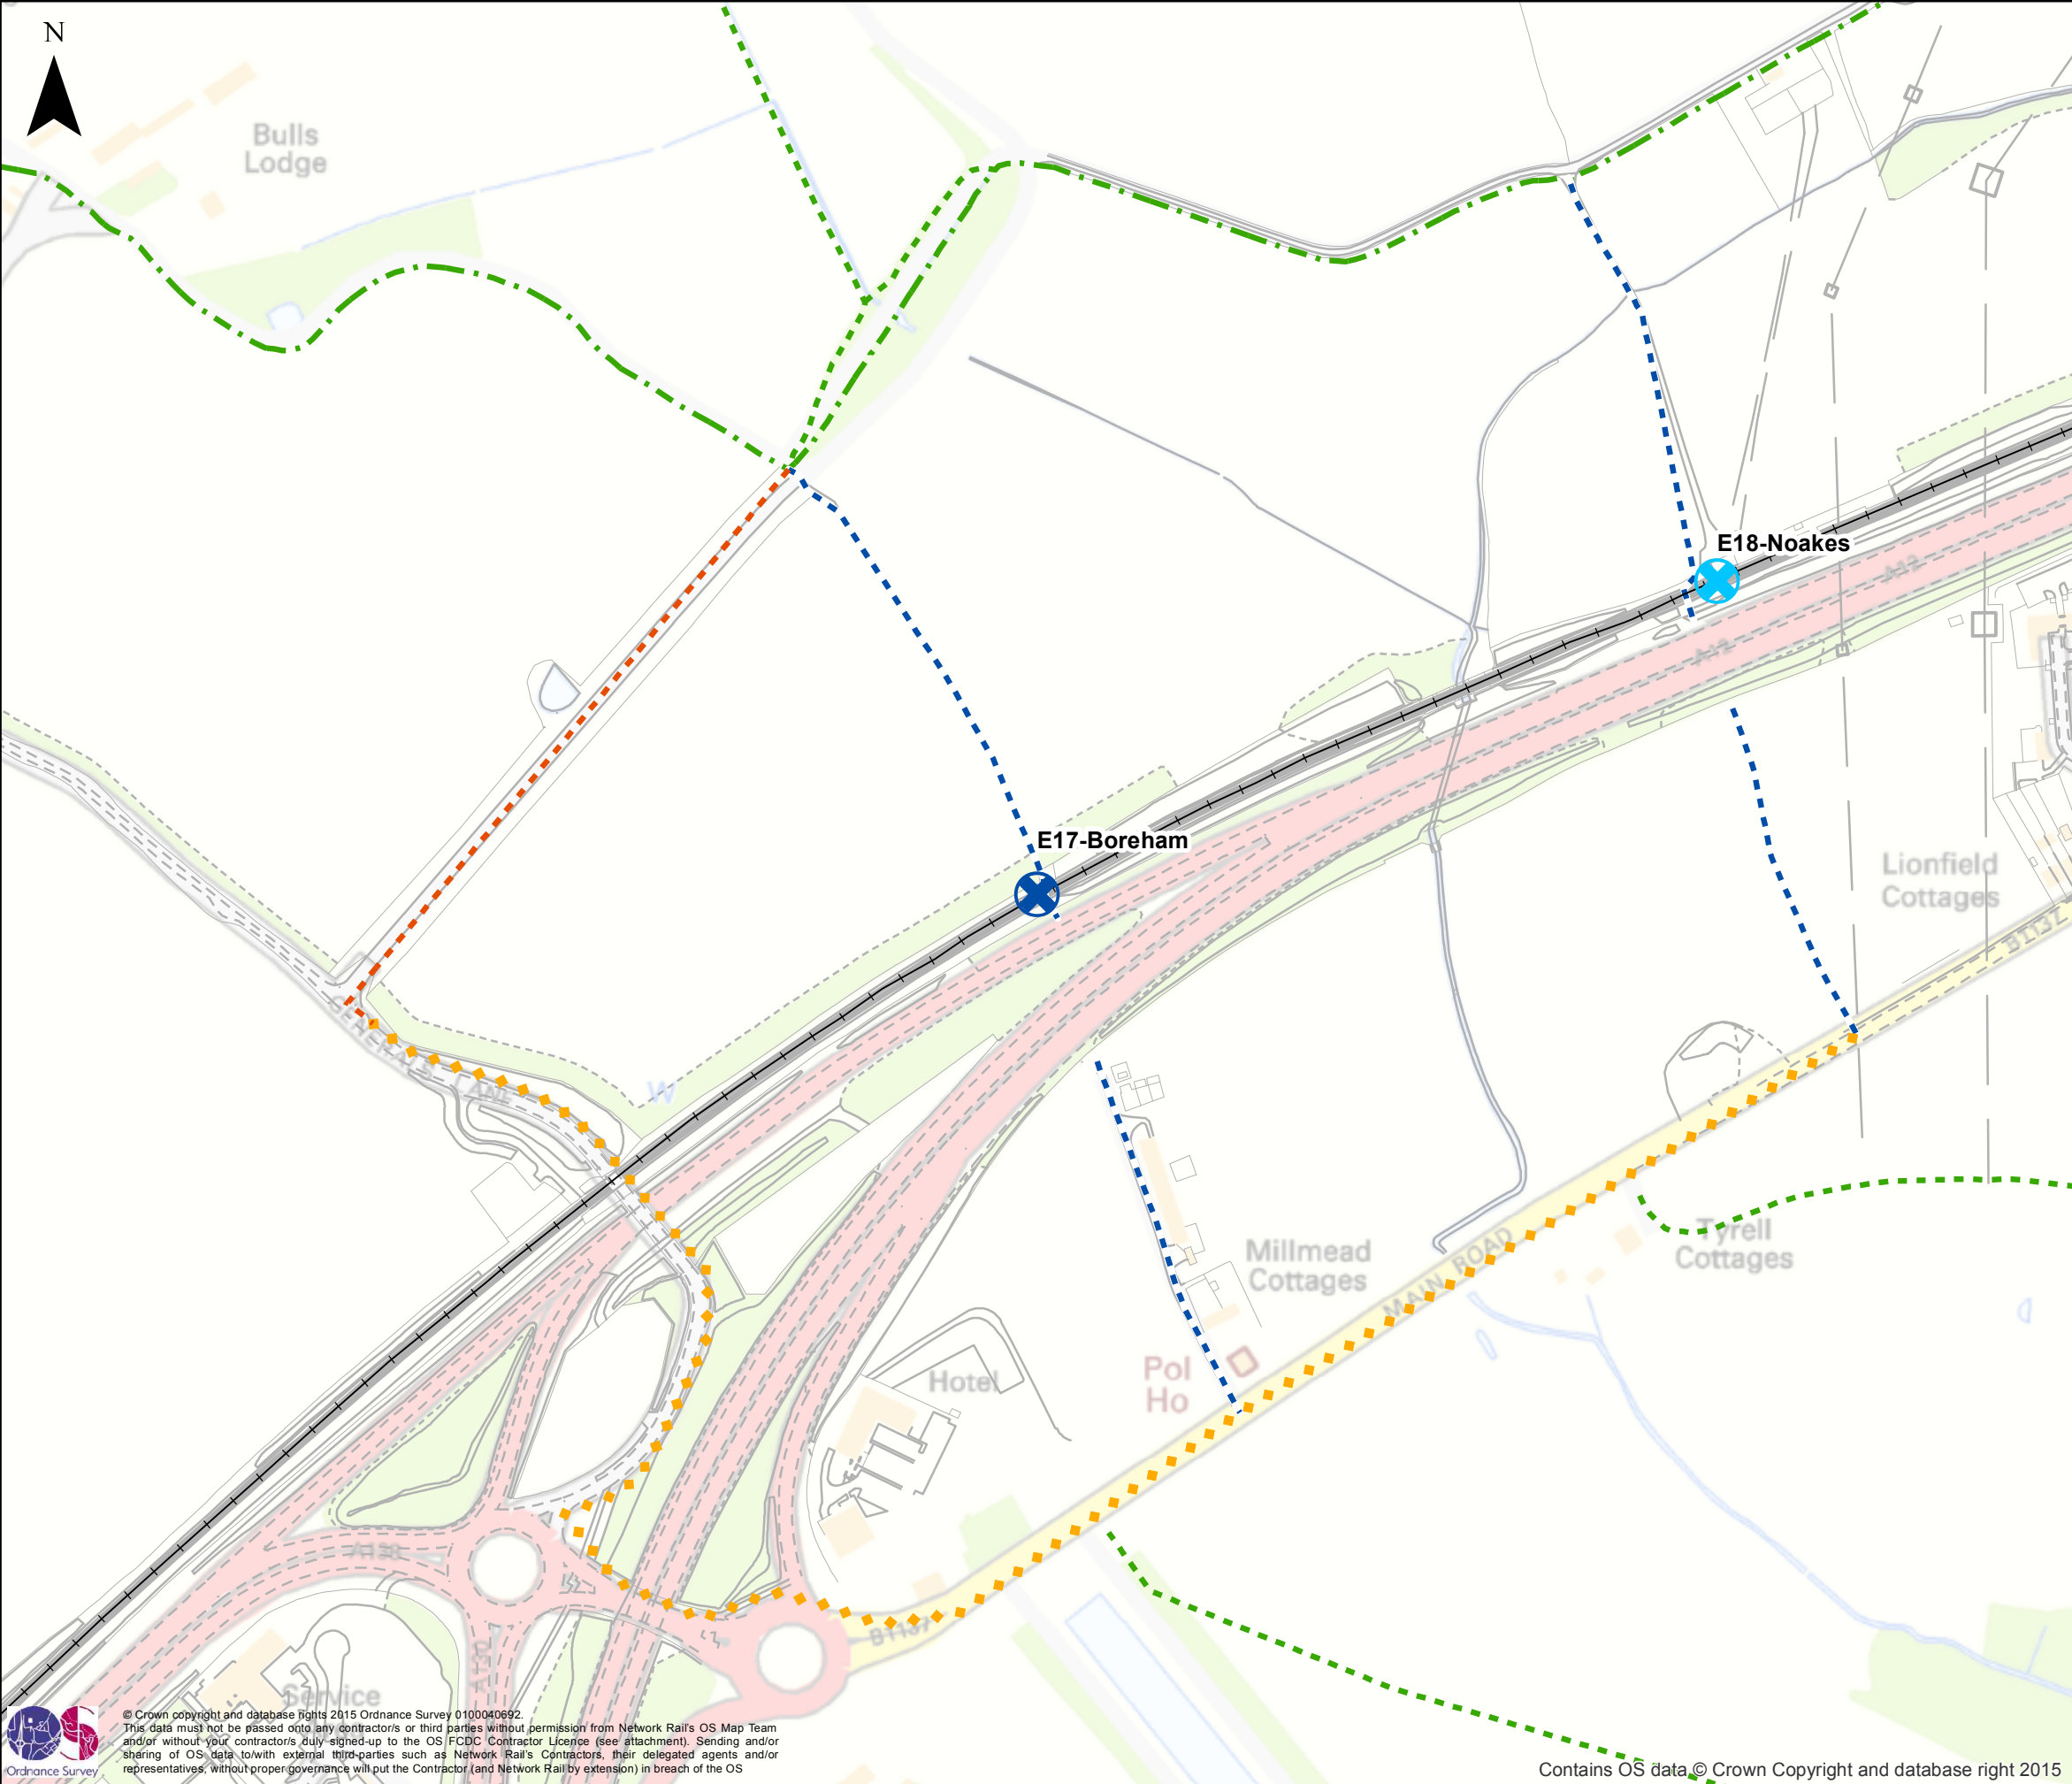 N
Bulls
Lodge
E18-Noakes
A12
A12
E17-Boreham
Lionfield
Cottages
B1137
GENERALS LANE
W
Tyrell
Cottages
Millmead
Cottages
MAIN ROAD
Hotel
Pol
Ho
A138
B1137
A130
Service
© Crown copyright and database rights 2015 Ordnance Survey 0100040692.
This data must not be passed onto any contractor/s or third parties without permission from Network Rail's OS Map Team
and/or without your contractor/s duly signed-up to the OS FCDC Contractor Licence (see attachment). Sending and/or
sharing of OS data to/with external third-parties such as Network Rail's Contractors, their delegated agents and/or
representatives, without proper governance will put the Contractor (and Network Rail by extension) in breach of the OS
Ordnance Survey
Contains OS data © Crown Copyright and database right 2015